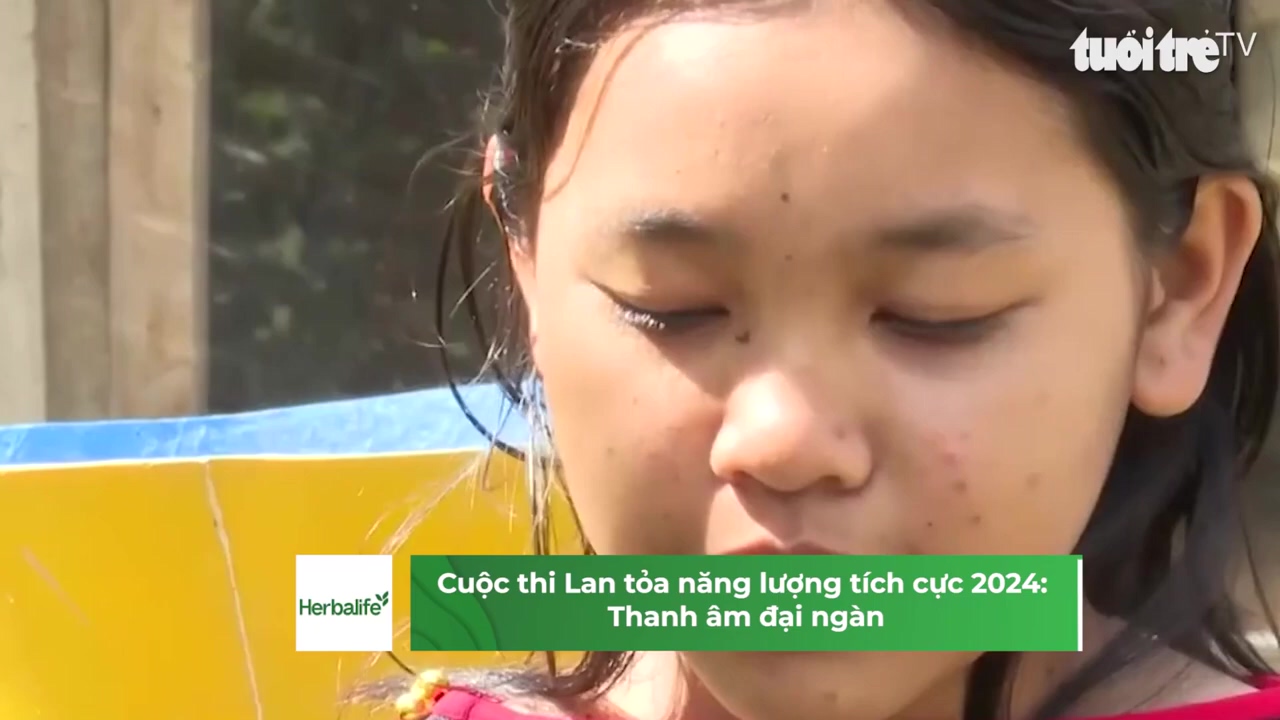 tuổi trẻ TV
Herbalife
Cuộc thi Lan tỏa năng lượng tích cực 2024:
Thanh âm đại ngàn